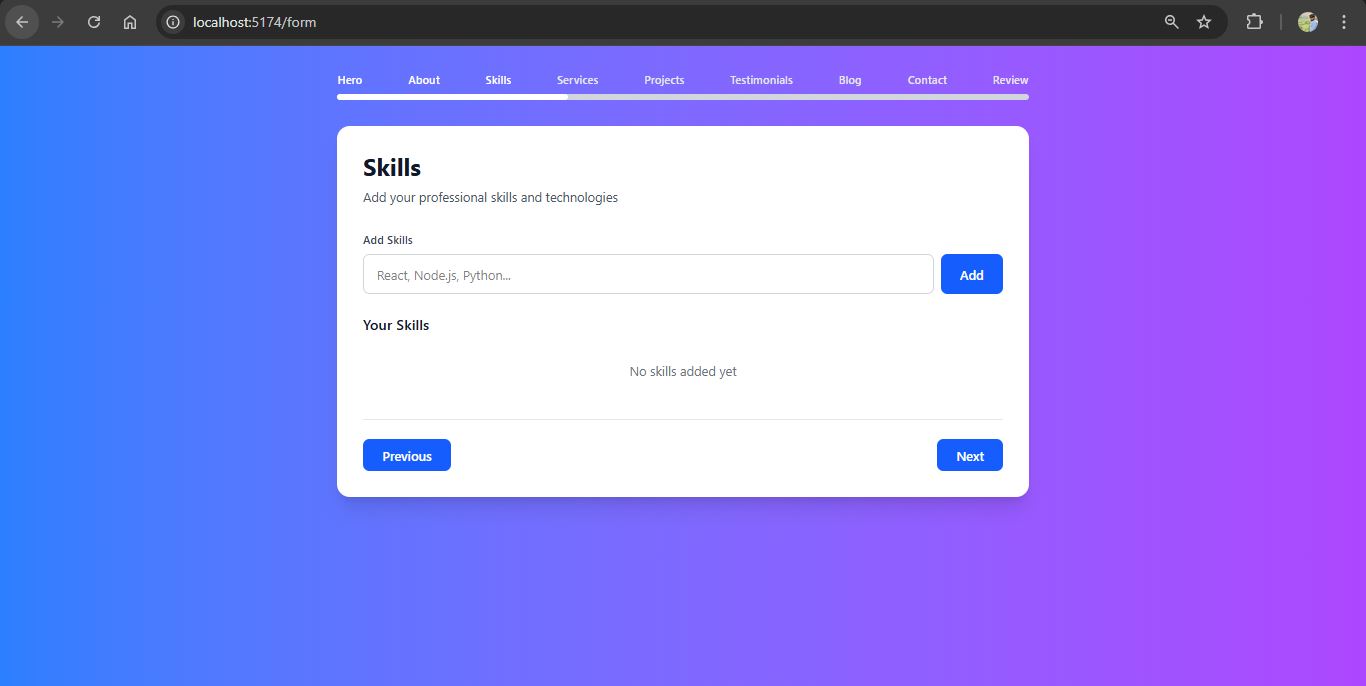 localhost:5174/form
Hero About Skills Services Projects Testimonials Blog Contact Review
Skills
Add your professional skills and technologies
Add Skills
React, Node.js, Python...
Add
Your Skills
No skills added yet
Previous Next